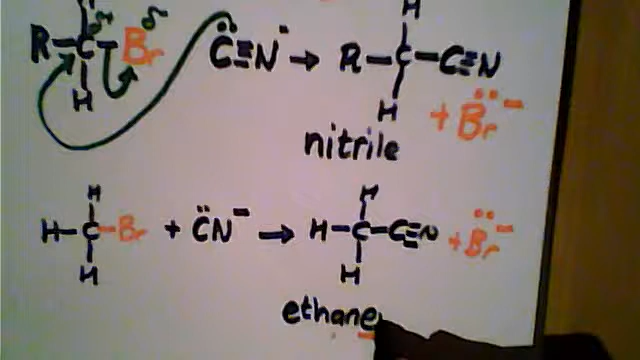 H
R-C-Br δ+ δ- :C≡N⁻ → R-C-C≡N
H H + :Br⁻
nitrile
H H
H-C-Br + :CN⁻ → H-C-C≡N + :Br⁻
H H
ethane